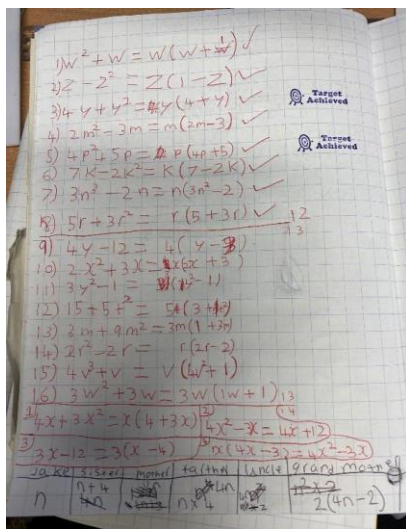 1) w² + w = w(w+1) ✓
2) z - z² = z(1-z) ✓
Target Achieved
3) 4y + y² = y(4+y) ✓
4) 2m² - 3m = m(2m-3) ✓
Target Achieved
5) 4p² + 5p = p(4p+5) ✓
6) 7k - 2k² = k(7-2k) ✓
7) 3n³ - 2n = n(3n²-2) ✓
8) 5r + 3r² = r(5+3r) ✓ 12
13
9) 4y - 12 = 4(y-3)
10) 2x² + 3x = x(2x+3)
11) 3y² - 1 =
12) 15 + 5t² =
13) 3m + 9m² = 3m(1+3m)
14) 2r² - 2r = r(2r-2)
15) 4v³ + v = v(4v²+1)
16) 3w² + 3w = 3w(1w+1) 13
14
1) 4x + 3x² = x(4+3x)
2) 4x² - 3x = 4x + 12
3) 3x - 12 = 3(x-4)
x(4x-3) = 4x² - 2x
Jake sister mother father uncle grand mother
n n+4 n×4 4n 2(4n-2)